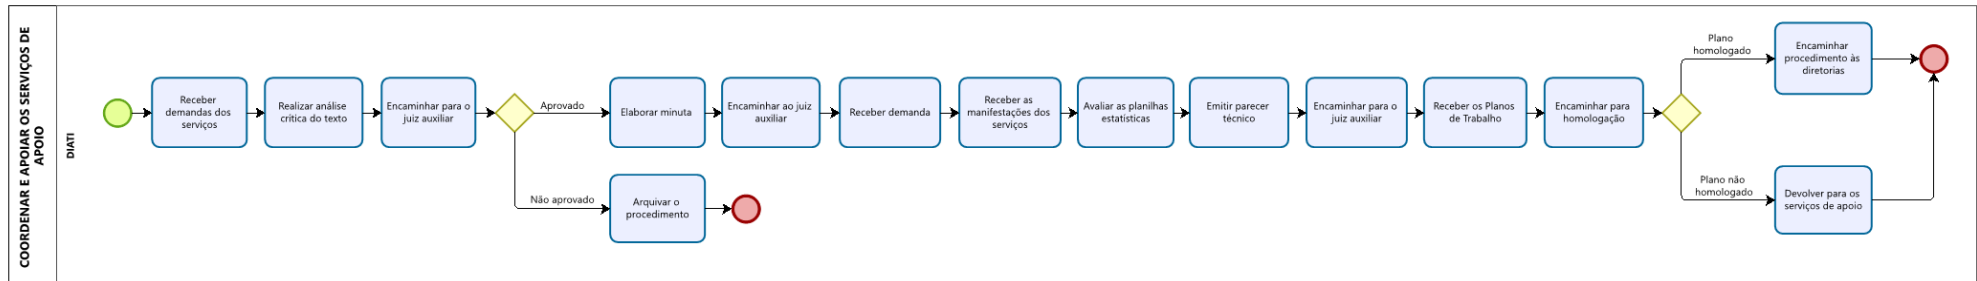 COORDENAR E APOIAR OS SERVIÇOS DE
APOIO
DIATI
Receber
demandas dos
serviços
Realizar análise
crítica do texto
Encaminhar para o
juiz auxiliar
Aprovado
Elaborar minuta
Encaminhar ao juiz
auxiliar
Receber demanda
Receber as
manifestações dos
serviços
Avaliar as planilhas
estatísticas
Emitir parecer
técnico
Encaminhar para o
juiz auxiliar
Receber os Planos
de Trabalho
Encaminhar para
homologação
Plano
homologado
Encaminhar
procedimento às
diretorias
Não aprovado
Arquivar o
procedimento
Plano não
homologado
Devolver para os
serviços de apoio